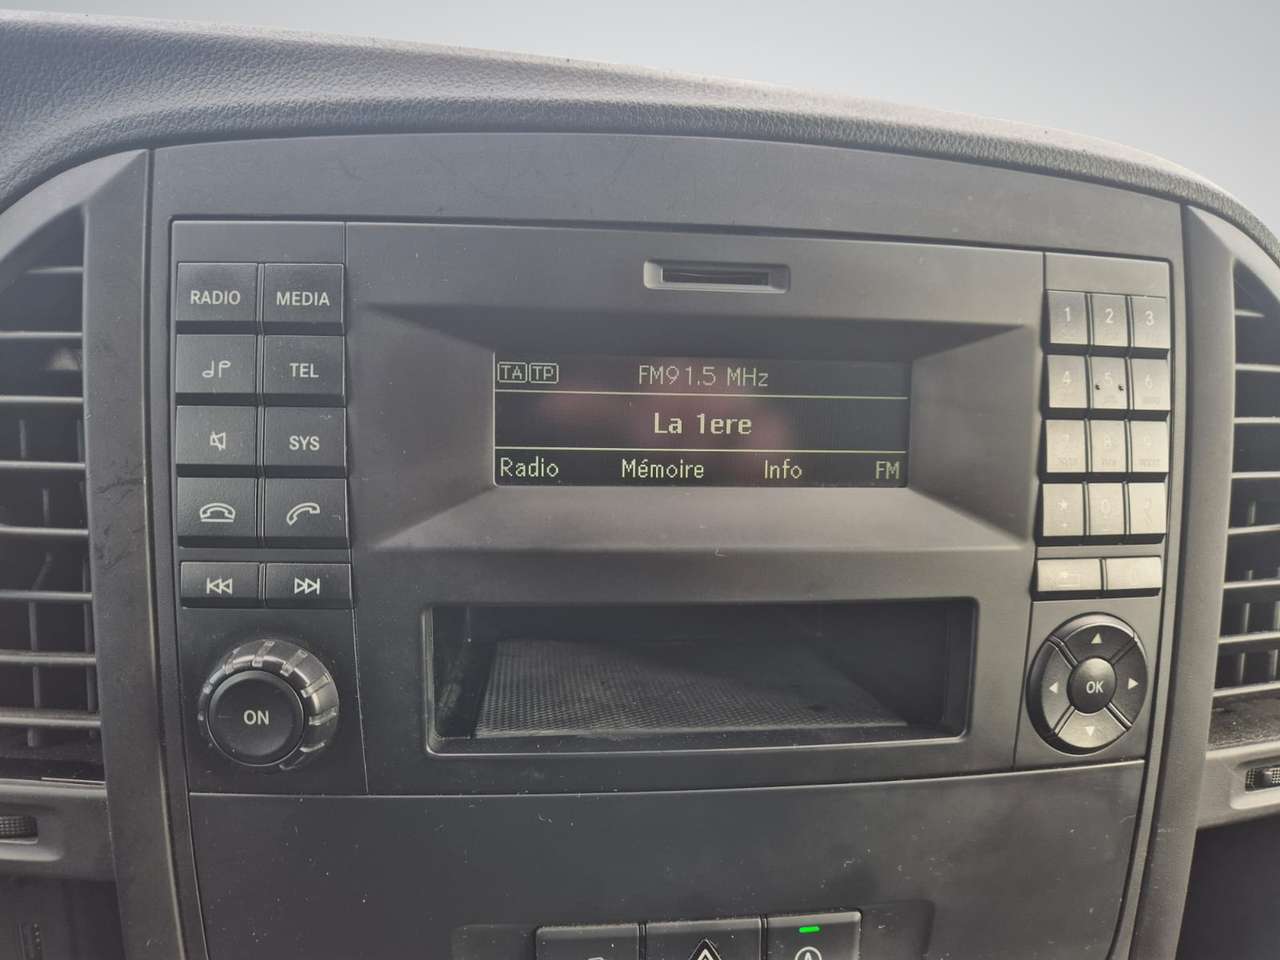 RADIO MEDIA
TEL
SYS
ON
TA TP FM91.5 MHz
La 1ere
Radio Mémoire Info FM
1 2 3
4 5 6
7 8 9
* 0
OK